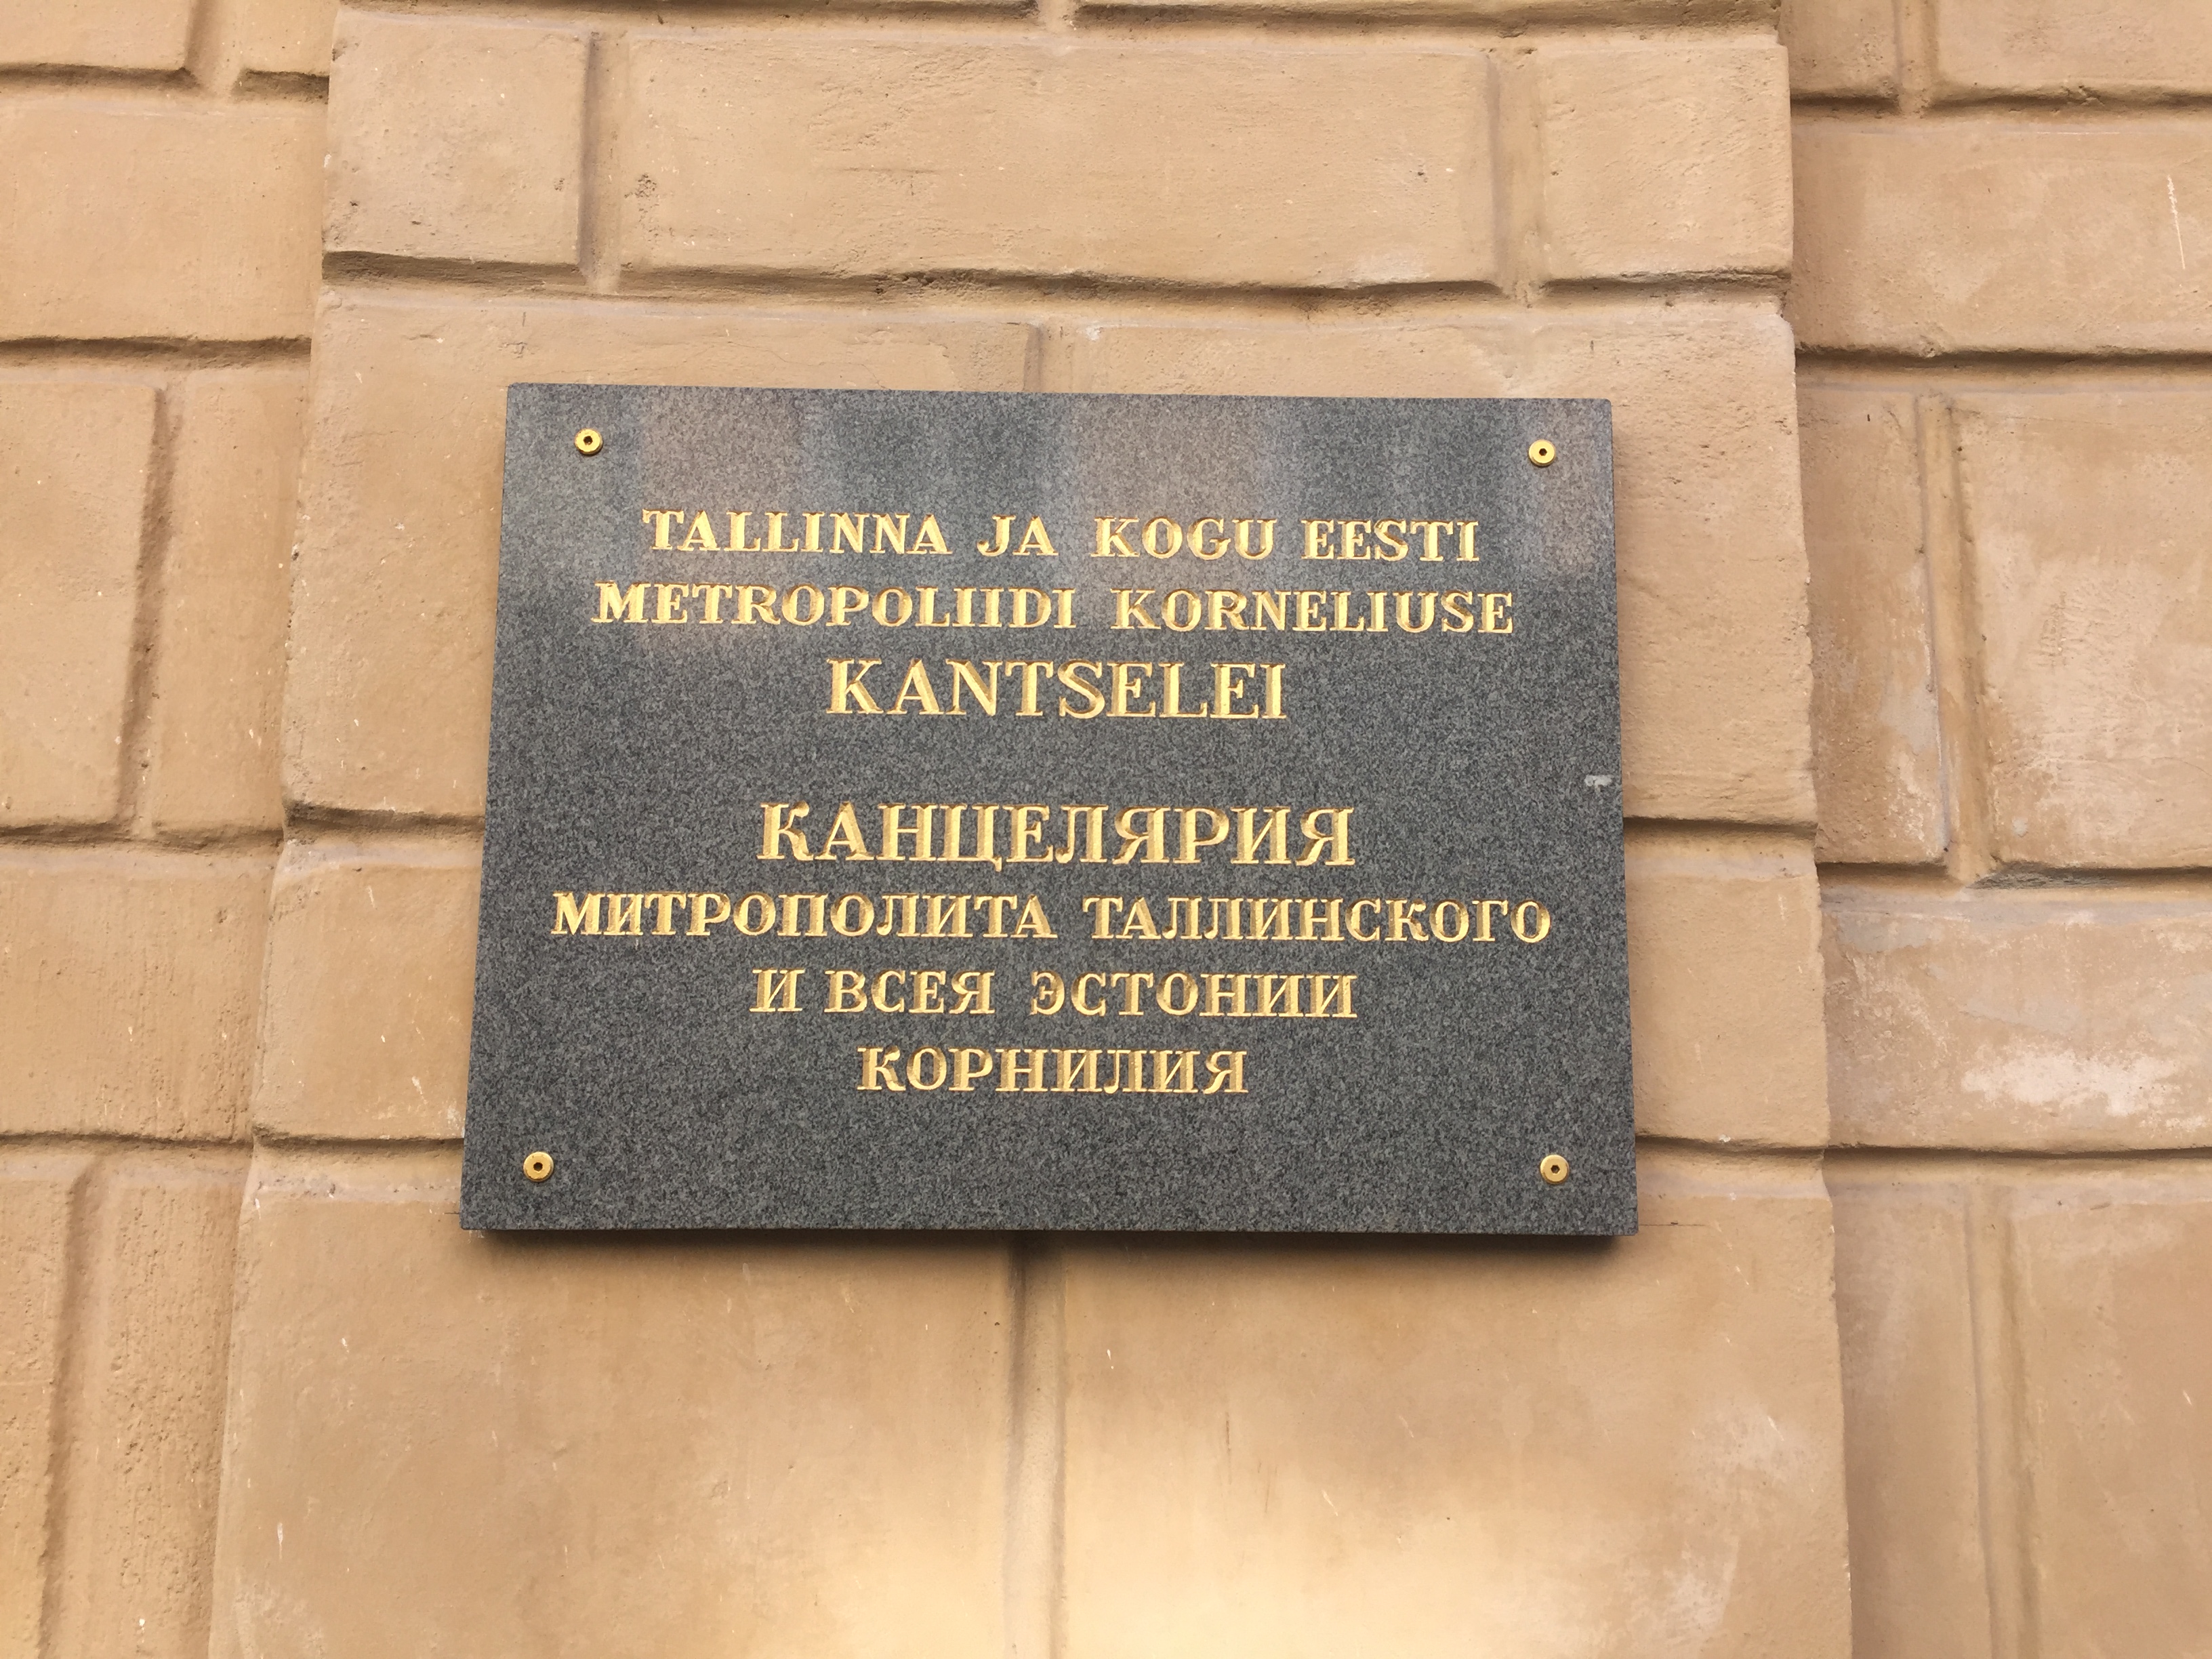 TALLINNA JA KOGU EESTI
METROPOLIIDI KORNELIUSE
KANTSELEI
КАНЦЕЛЯРИЯ
МИТРОПОЛИТА ТАЛЛИНСКОГО
И ВСЕЯ ЭСТОНИИ
КОРНИЛИЯ